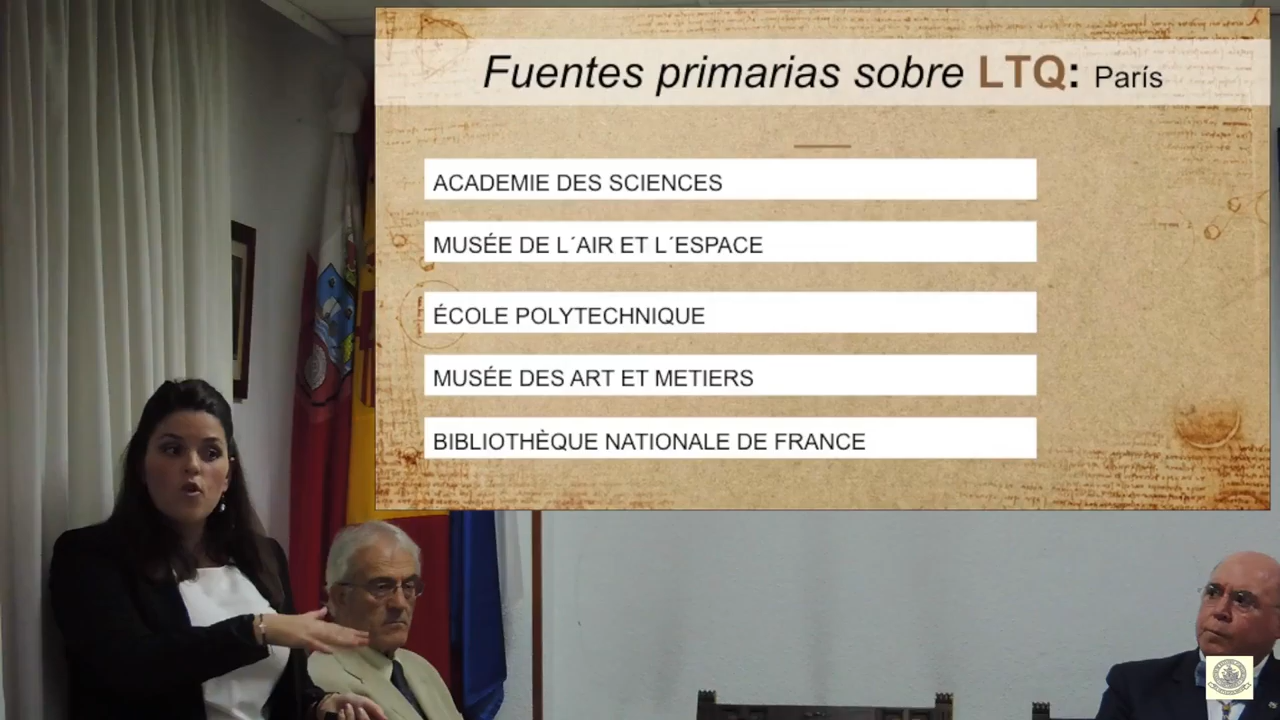 Fuentes primarias sobre LTQ: París
ACADEMIE DES SCIENCES
MUSÉE DE L´AIR ET L´ESPACE
ÉCOLE POLYTECHNIQUE
MUSÉE DES ART ET METIERS
BIBLIOTHÈQUE NATIONALE DE FRANCE